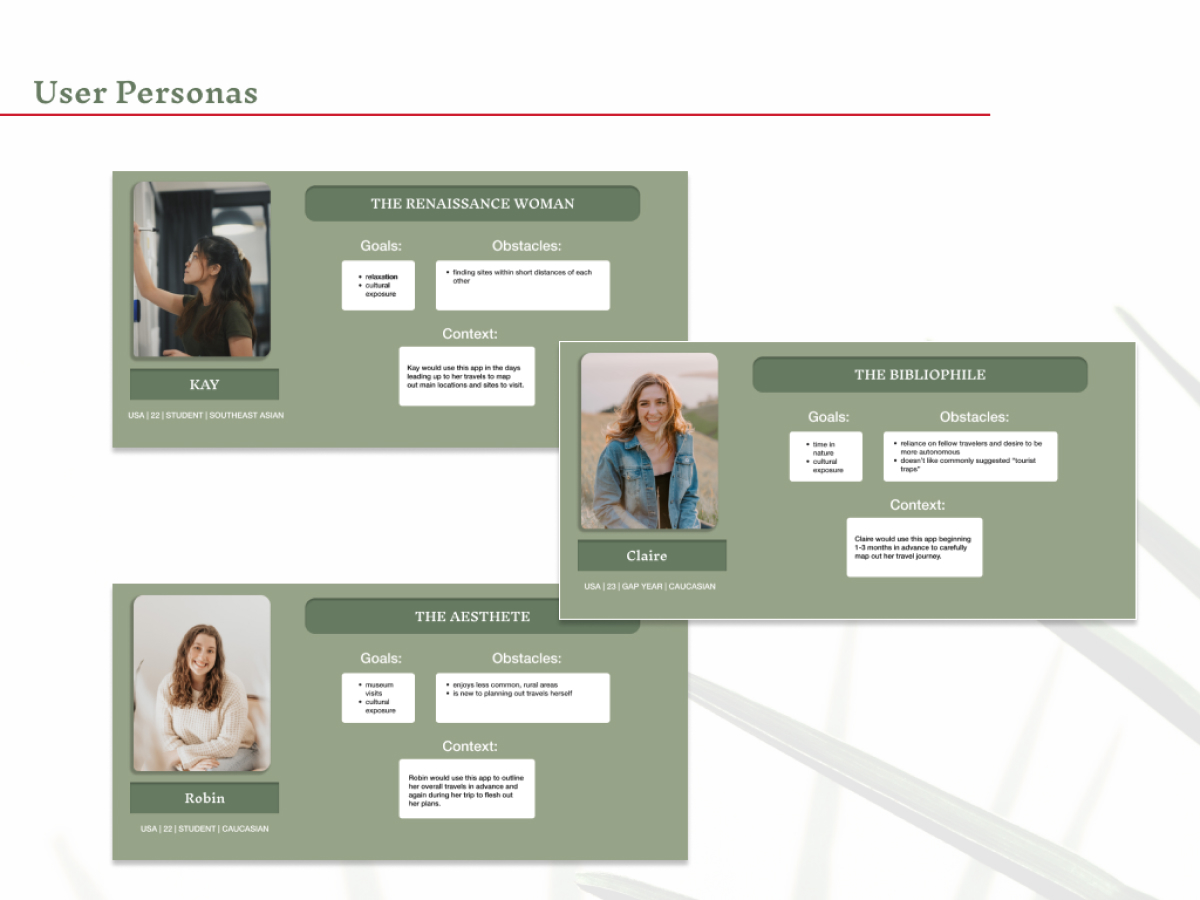 User Personas
THE RENAISSANCE WOMAN
Goals:
• relaxation
• cultural
exposure
Obstacles:
• finding sites within short distances of each
other
Context:
Kay would use this app in the days
leading up to her travels to map
out main locations and sites to visit.
KAY
USA | 22 | STUDENT | SOUTHEAST ASIAN
THE BIBLIOPHILE
Goals:
• time in
nature
• cultural
exposure
Obstacles:
• reliance on fellow travelers and desire to be
more autonomous
• doesn't like commonly suggested "tourist
traps"
Context:
Claire would use this app beginning
1-3 months in advance to carefully
map out her travel journey.
Claire
USA | 23 | GAP YEAR | CAUCASIAN
THE AESTHETE
Goals:
• museum
visits
• cultural
exposure
Obstacles:
• enjoys less common, rural areas
• is new to planning out travels herself
Context:
Robin would use this app to outline
her overall travels in advance and
again during her trip to flesh out
her plans.
Robin
USA | 22 | STUDENT | CAUCASIAN